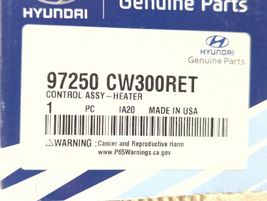 HYUNDAI
Genuine Parts
HYUNDAI
Genuine Parts
97250 CW300RET
CONTROL ASSY-HEATER
1 PC IA20 MADE IN USA
⚠WARNING: Cancer and Reproductive Harm
www.P65Warnings.ca.gov